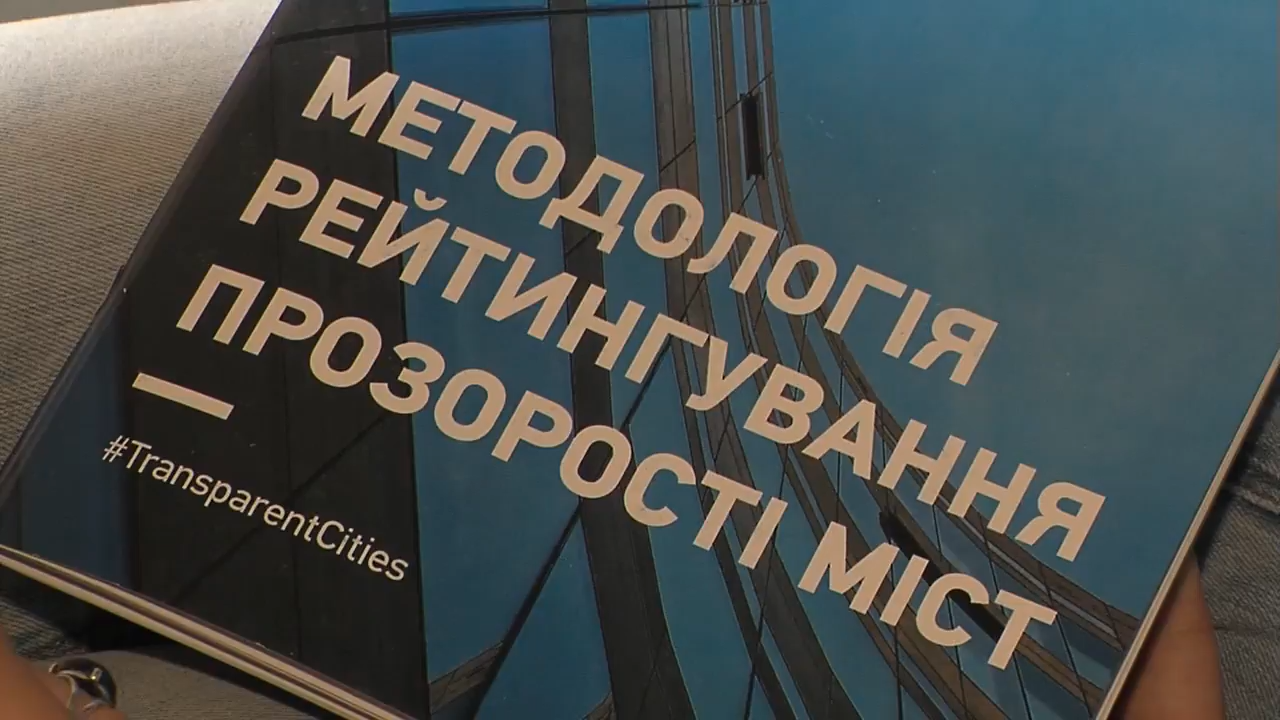 МЕТОДОЛОГІЯ
РЕЙТИНГУВАННЯ
ПРОЗОРОСТІ МІСТ
#TransparentCities